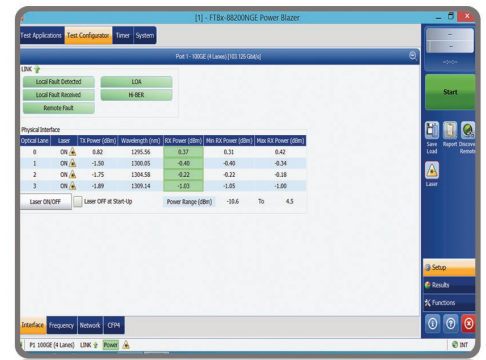 [1] - FTBx-88200NGE Power Blazer
Test Applications Test Configurator Timer System
Port 1 - 100GE (4 Lanes) [103.125 Gbit/s]
LINK
Local Fault Detected LOA
Local Fault Received Hi-BER
Remote Fault
Physical Interface
Optical Lane Laser TX Power (dBm) Wavelength (nm) RX Power (dBm) Min RX Power (dBm) Max RX Power (dBm)
0 ON 0.82 1295.56 0.37 0.31 0.42
1 ON -1.50 1300.05 -0.40 -0.40 -0.34
2 ON -1.75 1304.58 -0.22 -0.22 -0.18
3 ON -1.89 1309.14 -1.03 -1.05 -1.00
Laser ON/OFF Laser OFF at Start-Up Power Range (dBm) -10.6 To 4.5
Interface Frequency Network CFP4
P1 100GE (4 Lanes) LINK Power
--
--
--:--:--
Start
Save Report Discover
Load Remote
Laser
Setup
Results
Functions
INT